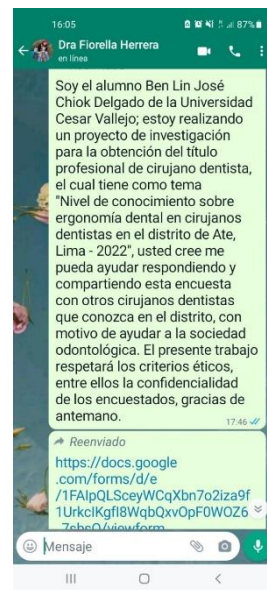 16:05
87%
Dra Fiorella Herrera
en línea
Soy el alumno Ben Lin José
Chiok Delgado de la Universidad
Cesar Vallejo; estoy realizando
un proyecto de investigación
para la obtención del título
profesional de cirujano dentista,
el cual tiene como tema
"Nivel de conocimiento sobre
ergonomía dental en cirujanos
dentistas en el distrito de Ate,
Lima - 2022", usted cree me
pueda ayudar respondiendo y
compartiendo esta encuesta
con otros cirujanos dentistas
que conozca en el distrito, con
motivo de ayudar a la sociedad
odontológica. El presente trabajo
respetará los criterios éticos,
entre ellos la confidencialidad
de los encuestados, gracias de
antemano.
17:46
Reenviado
https://docs.google
.com/forms/d/e
/1FAIpQLSceyWCqXbn7o2iza9f
1UrkclKgfI8WqbQxvOpF0WOZ6
Mensaje